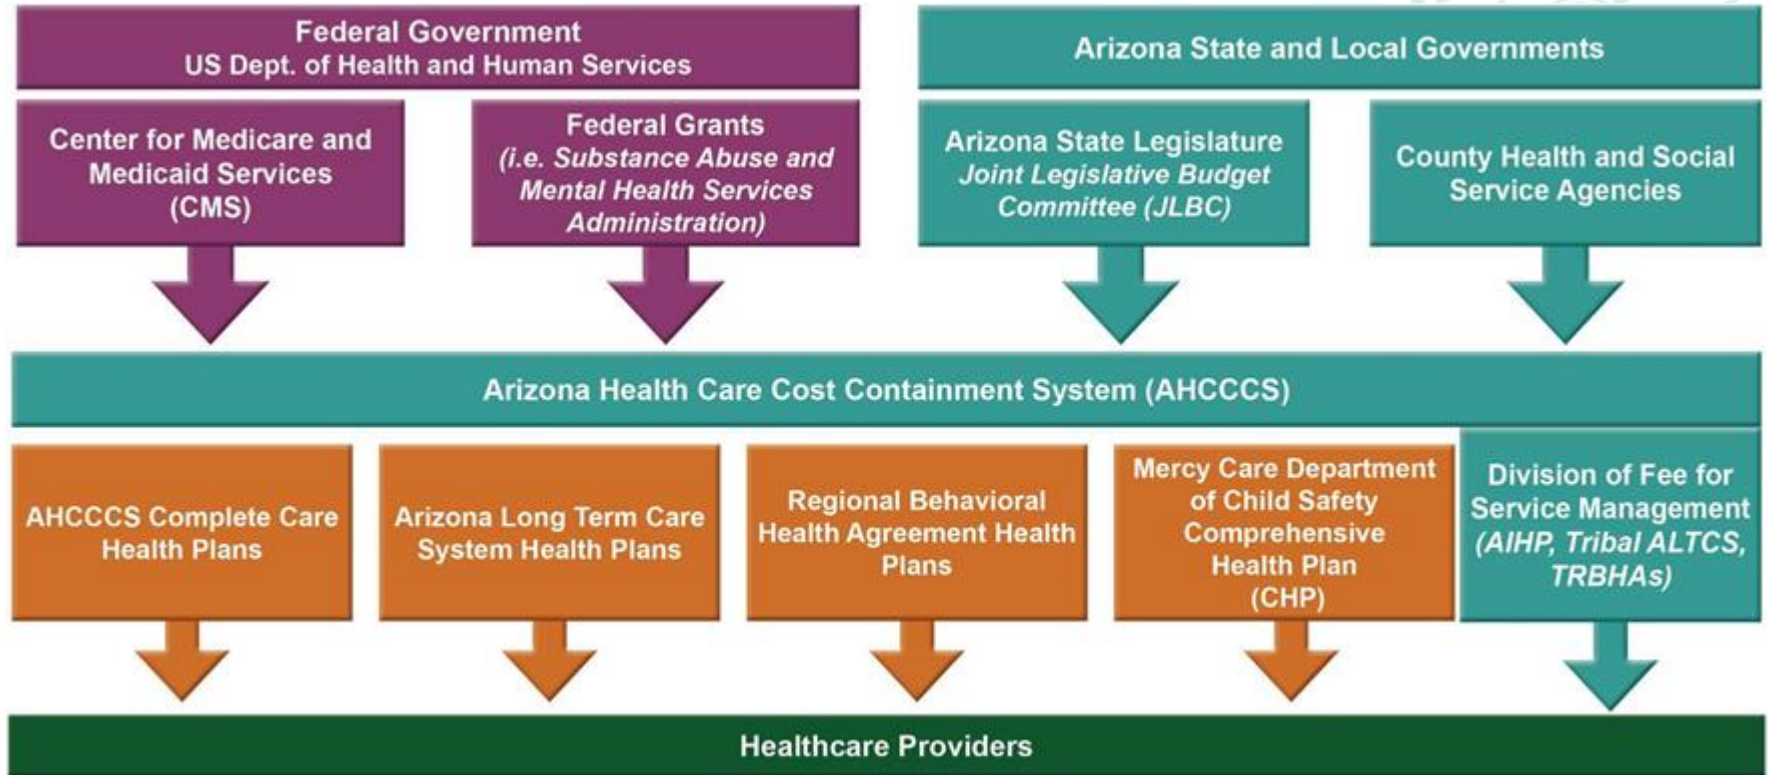 Federal Government
US Dept. of Health and Human Services
Arizona State and Local Governments
Center for Medicare and
Medicaid Services
(CMS)
Federal Grants
(i.e. Substance Abuse and
Mental Health Services
Administration)
Arizona State Legislature
Joint Legislative Budget
Committee (JLBC)
County Health and Social
Service Agencies
Arizona Health Care Cost Containment System (AHCCCS)
AHCCCS Complete Care
Health Plans
Arizona Long Term Care
System Health Plans
Regional Behavioral
Health Agreement Health
Plans
Mercy Care Department
of Child Safety
Comprehensive
Health Plan
(CHP)
Division of Fee for
Service Management
(AIHP, Tribal ALTCS,
TRBHAs)
Healthcare Providers